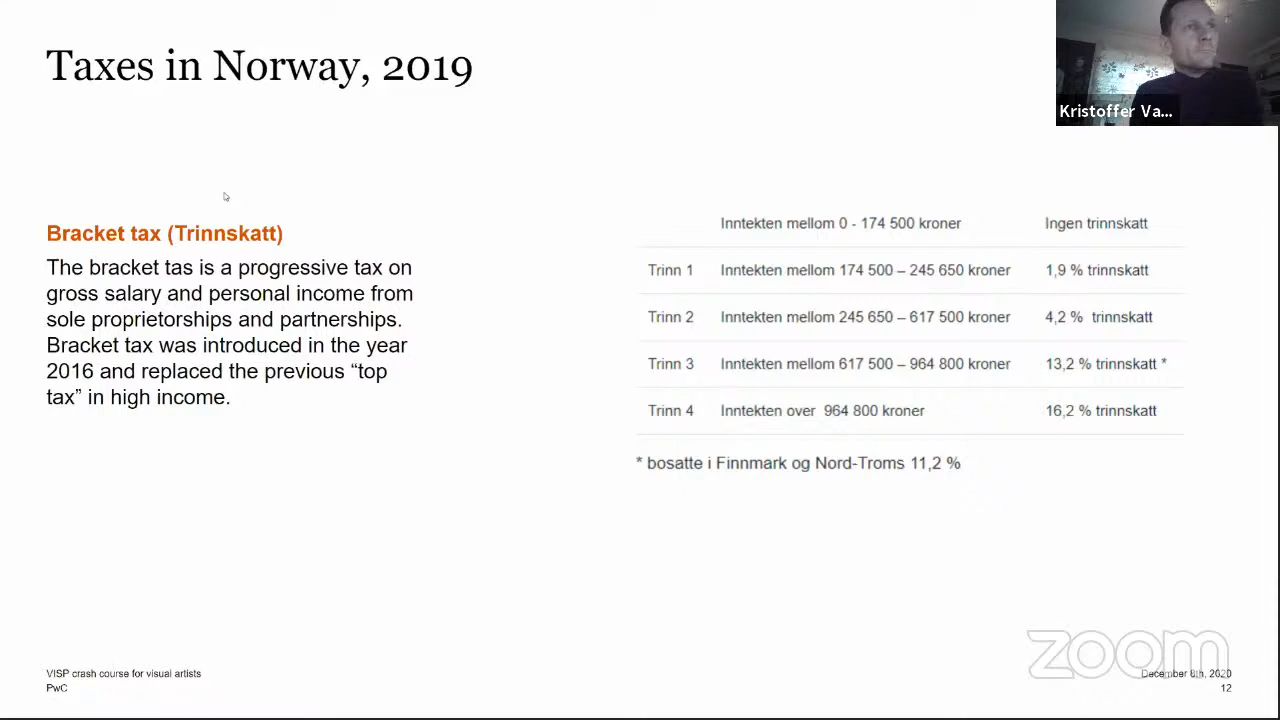 Taxes in Norway, 2019
Kristoffer Va...
Bracket tax (Trinnskatt)
The bracket tas is a progressive tax on
gross salary and personal income from
sole proprietorships and partnerships.
Bracket tax was introduced in the year
2016 and replaced the previous “top
tax” in high income.
Inntekten mellom 0 - 174 500 kroner Ingen trinnskatt
Trinn 1 Inntekten mellom 174 500 – 245 650 kroner 1,9 % trinnskatt
Trinn 2 Inntekten mellom 245 650 – 617 500 kroner 4,2 % trinnskatt
Trinn 3 Inntekten mellom 617 500 – 964 800 kroner 13,2 % trinnskatt *
Trinn 4 Inntekten over 964 800 kroner 16,2 % trinnskatt
* bosatte i Finnmark og Nord-Troms 11,2 %
zoom
VISP crash course for visual artists
PwC
December 8th, 2020
12